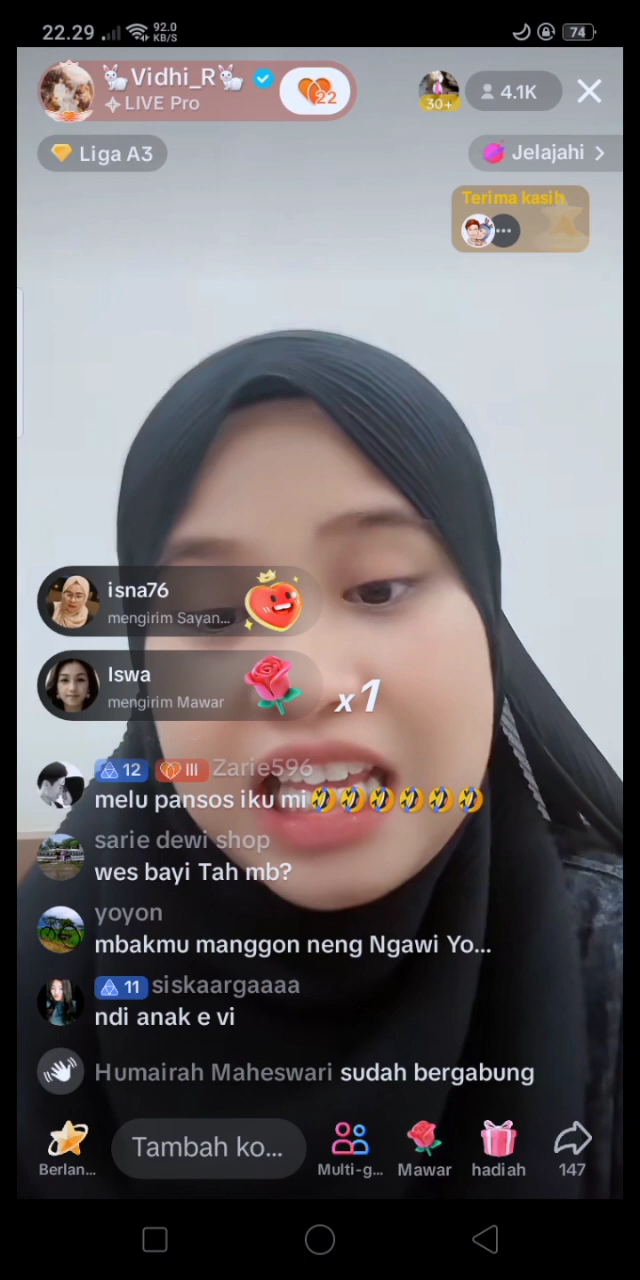 22.29
92.0
KB/S
74
Vidhi_R
LIVE Pro
22
30+
4.1K
Liga A3
Jelajahi
Terima kasih
isna76
mengirim Sayan...
Iswa
mengirim Mawar
x1
12 III Zarie596
melu pansos iku mi🤣🤣🤣🤣🤣🤣
sarie dewi shop
wes bayi Tah mb?
yoyon
mbakmu manggon neng Ngawi Yo...
11 siskaargaaaa
ndi anak e vi
Humairah Maheswari sudah bergabung
Tambah ko...
Berlan...
Multi-g...
Mawar
hadiah
147